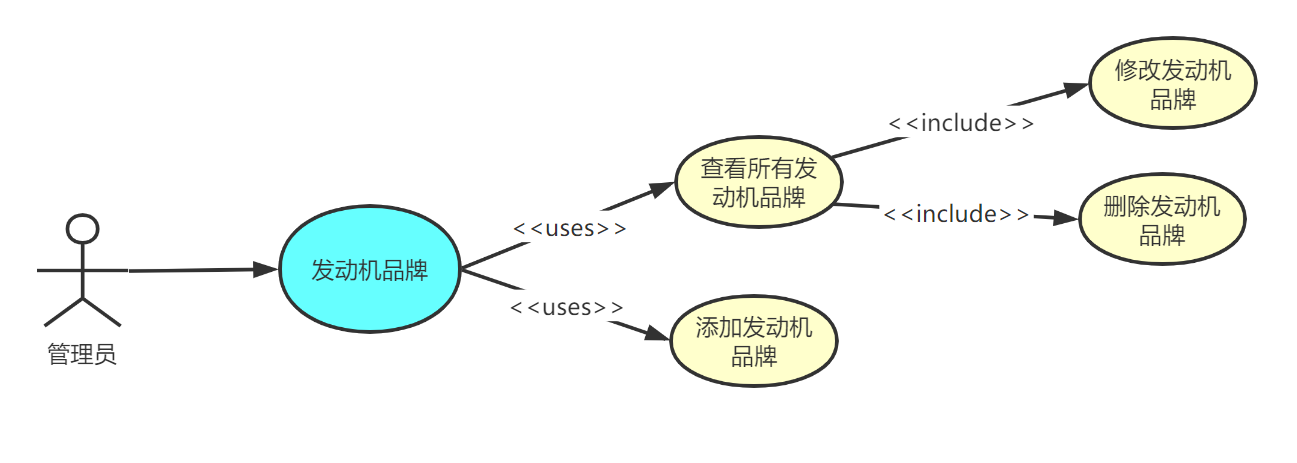 修改发动机
品牌
<<include>>
查看所有发
动机品牌
<<include>>
删除发动机
品牌
<<uses>>
发动机品牌
<<uses>>
添加发动机
品牌
管理员